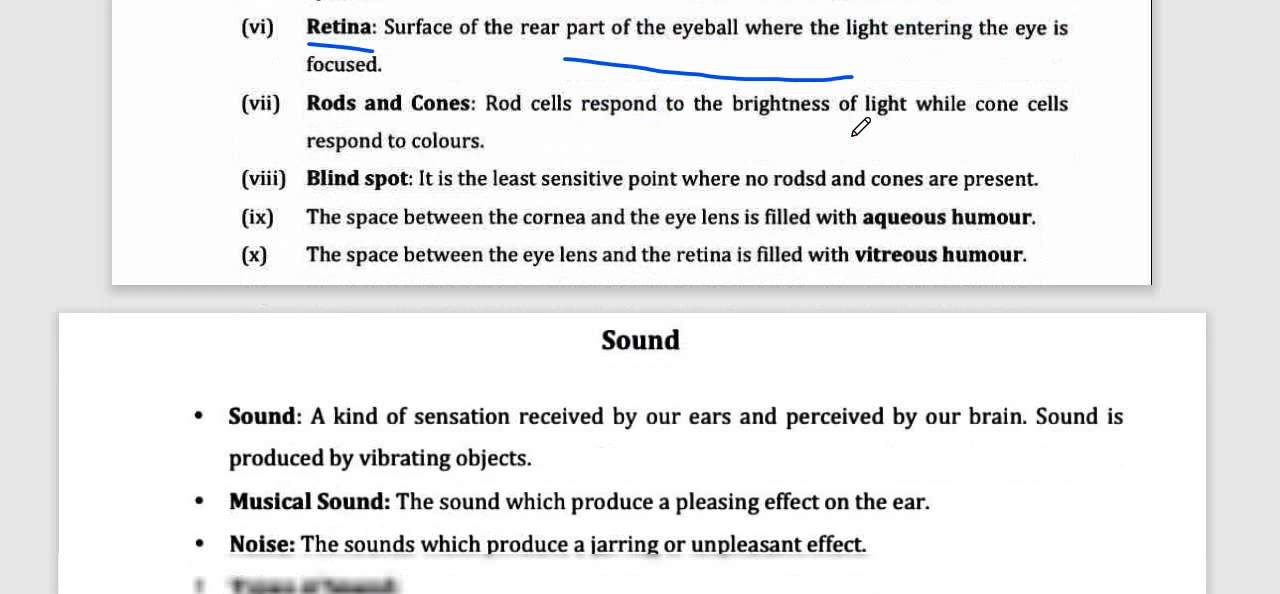 (vi) Retina: Surface of the rear part of the eyeball where the light entering the eye is
focused.
(vii) Rods and Cones: Rod cells respond to the brightness of light while cone cells
respond to colours.
(viii) Blind spot: It is the least sensitive point where no rodsd and cones are present.
(ix) The space between the cornea and the eye lens is filled with aqueous humour.
(x) The space between the eye lens and the retina is filled with vitreous humour.
Sound
• Sound: A kind of sensation received by our ears and perceived by our brain. Sound is
produced by vibrating objects.
• Musical Sound: The sound which produce a pleasing effect on the ear.
• Noise: The sounds which produce a jarring or unpleasant effect.